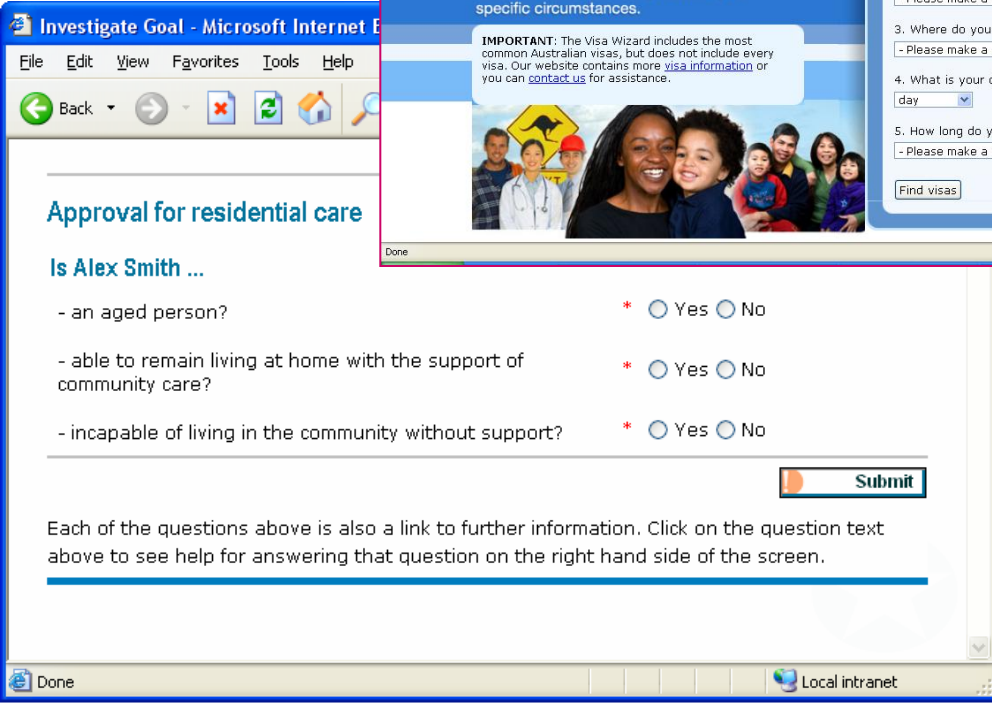 Investigate Goal - Microsoft Internet
File Edit View Favorites Tools Help
Back
specific circumstances.
IMPORTANT: The Visa Wizard includes the most
common Australian visas, but does not include every
visa. Our website contains more visa information or
you can contact us for assistance.
- Please make a
3. Where do you
- Please make a
4. What is your
day
5. How long do
- Please make a
Find visas
Done
Approval for residential care
Is Alex Smith ...
- an aged person?
* Yes No
- able to remain living at home with the support of
community care?
* Yes No
- incapable of living in the community without support?
* Yes No
Submit
Each of the questions above is also a link to further information. Click on the question text
above to see help for answering that question on the right hand side of the screen.
Done
Local intranet